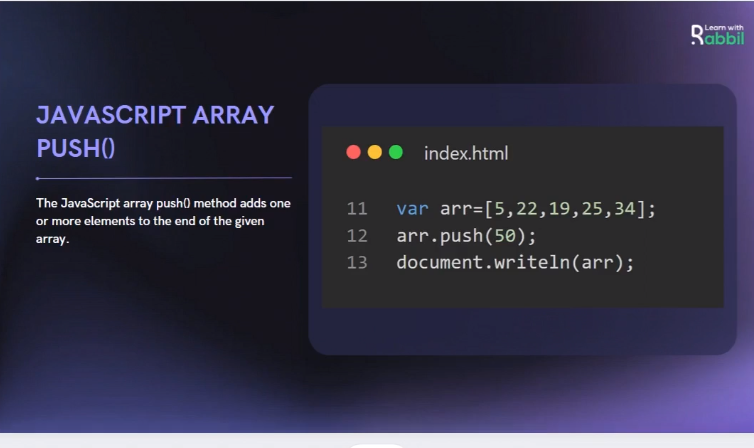 Learn with
Rabbil
JAVASCRIPT ARRAY
PUSH()
The JavaScript array push() method adds one
or more elements to the end of the given
array.
index.html
11 var arr=[5,22,19,25,34];
12 arr.push(50);
13 document.writeln(arr);